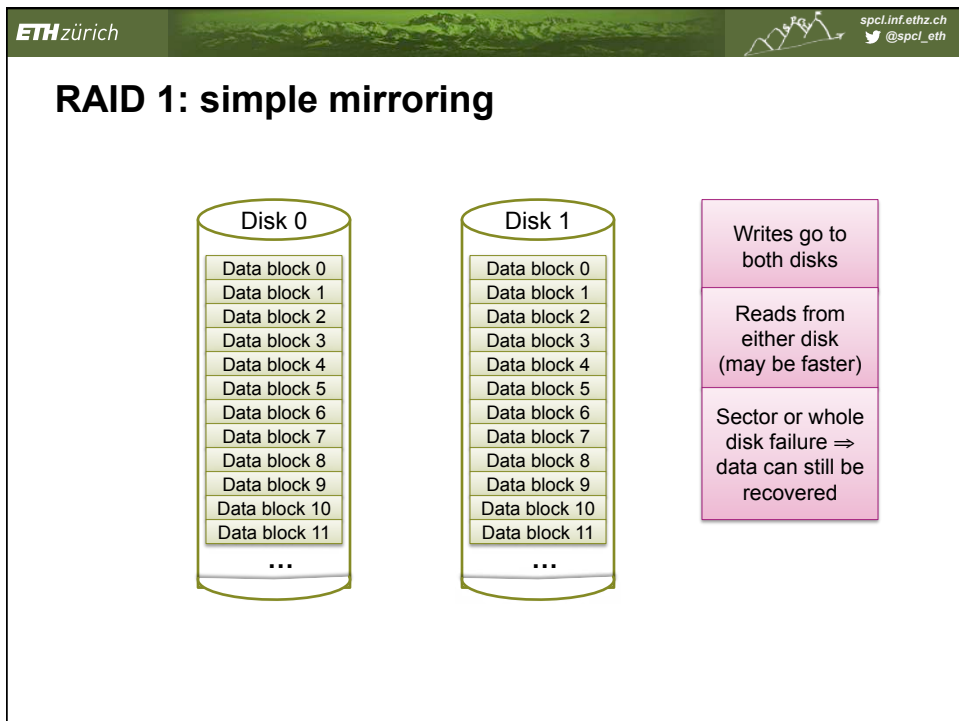 ETH zürich
spcl.inf.ethz.ch
@spcl_eth
RAID 1: simple mirroring
Disk 0
Data block 0
Data block 1
Data block 2
Data block 3
Data block 4
Data block 5
Data block 6
Data block 7
Data block 8
Data block 9
Data block 10
Data block 11
...
Disk 1
Data block 0
Data block 1
Data block 2
Data block 3
Data block 4
Data block 5
Data block 6
Data block 7
Data block 8
Data block 9
Data block 10
Data block 11
...
Writes go to
both disks
Reads from
either disk
(may be faster)
Sector or whole
disk failure ⇒
data can still be
recovered